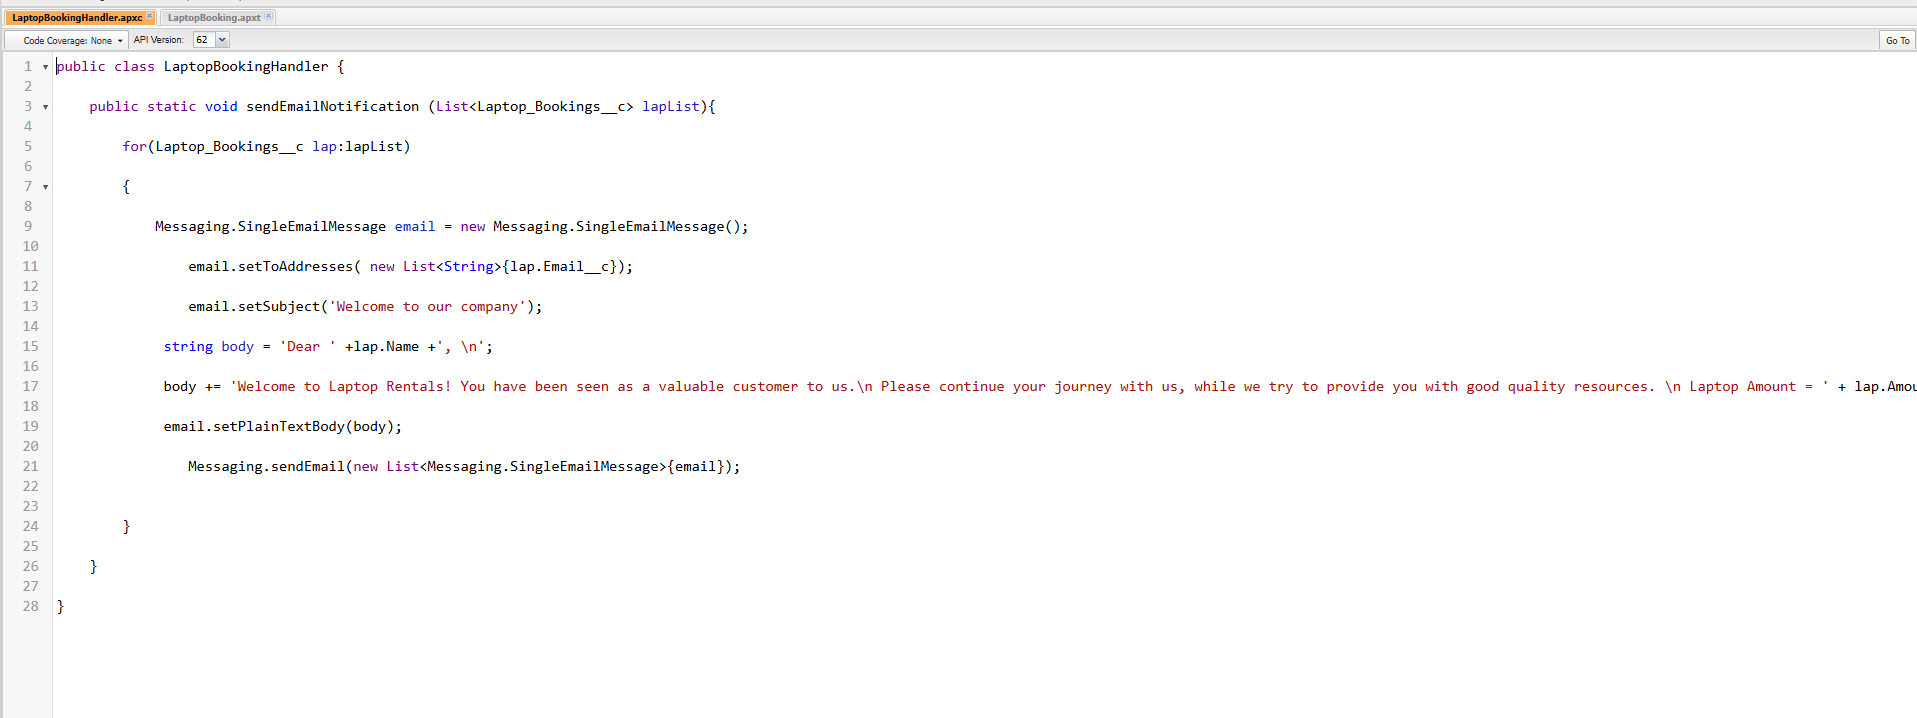 LaptopBookingHandler.apxc LaptopBooking.apxt
Code Coverage: None API Version: 62 Go To
1 public class LaptopBookingHandler {
2
3 public static void sendEmailNotification (List<Laptop_Bookings__c> lapList){
4
5 for(Laptop_Bookings__c lap:lapList)
6
7 {
8
9 Messaging.SingleEmailMessage email = new Messaging.SingleEmailMessage();
10
11 email.setToAddresses( new List<String>{lap.Email__c});
12
13 email.setSubject('Welcome to our company');
14
15 string body = 'Dear ' +lap.Name +', \n';
16
17 body += 'Welcome to Laptop Rentals! You have been seen as a valuable customer to us.\n Please continue your journey with us, while we try to provide you with good quality resources. \n Laptop Amount = ' + lap.Amou
18
19 email.setPlainTextBody(body);
20
21 Messaging.sendEmail(new List<Messaging.SingleEmailMessage>{email});
22
23
24 }
25
26 }
27
28 }